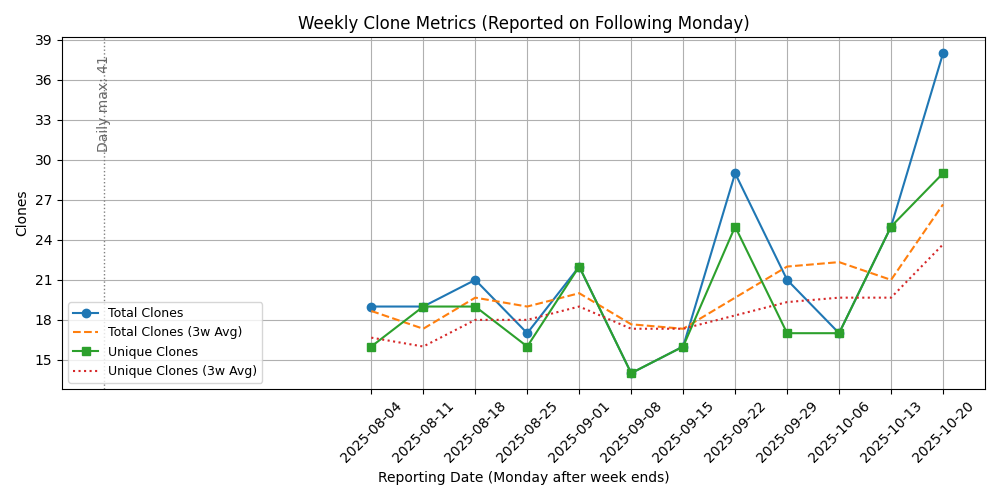 Weekly Clone Metrics (Reported on Following Monday)
39
36
33
30
27
24
21
18
15
Clones
Daily max: 41
Total Clones
Total Clones (3w Avg)
Unique Clones
Unique Clones (3w Avg)
2025-08-04
2025-08-11
2025-08-18
2025-08-25
2025-09-01
2025-09-08
2025-09-15
2025-09-22
2025-09-29
2025-10-06
2025-10-13
2025-10-20
Reporting Date (Monday after week ends)